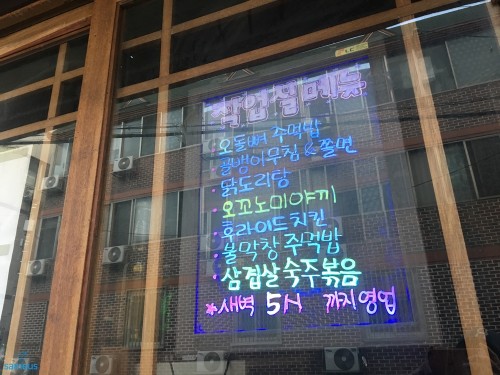 작업실메뉴
· 오돌뼈 주먹밥
· 골뱅이무침 & 쫄면
· 닭도리탕
· 오꼬노미야끼
· 후라이드치킨
· 불막창 주먹밥
· 삼겹살 숙주볶음
* 새벽 5시 까지영업